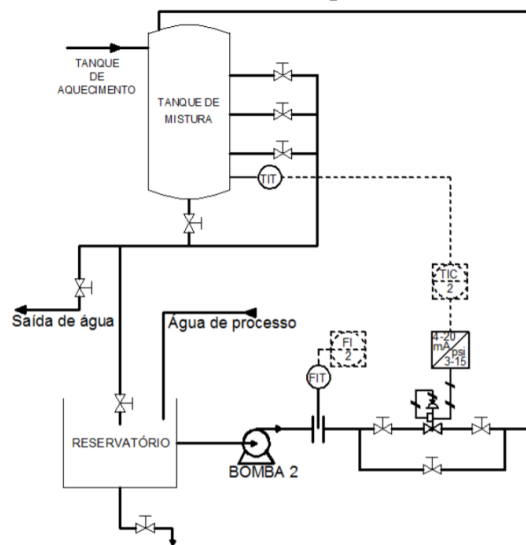 TANQUE
DE
AQUECIMENTO
TANQUE DE
MISTURA
TIT
TIC
2
4-20
mA
psi
3-15
Saída de água
Água de processo
FI
2
FIT
RESERVATÓRIO
BOMBA 2